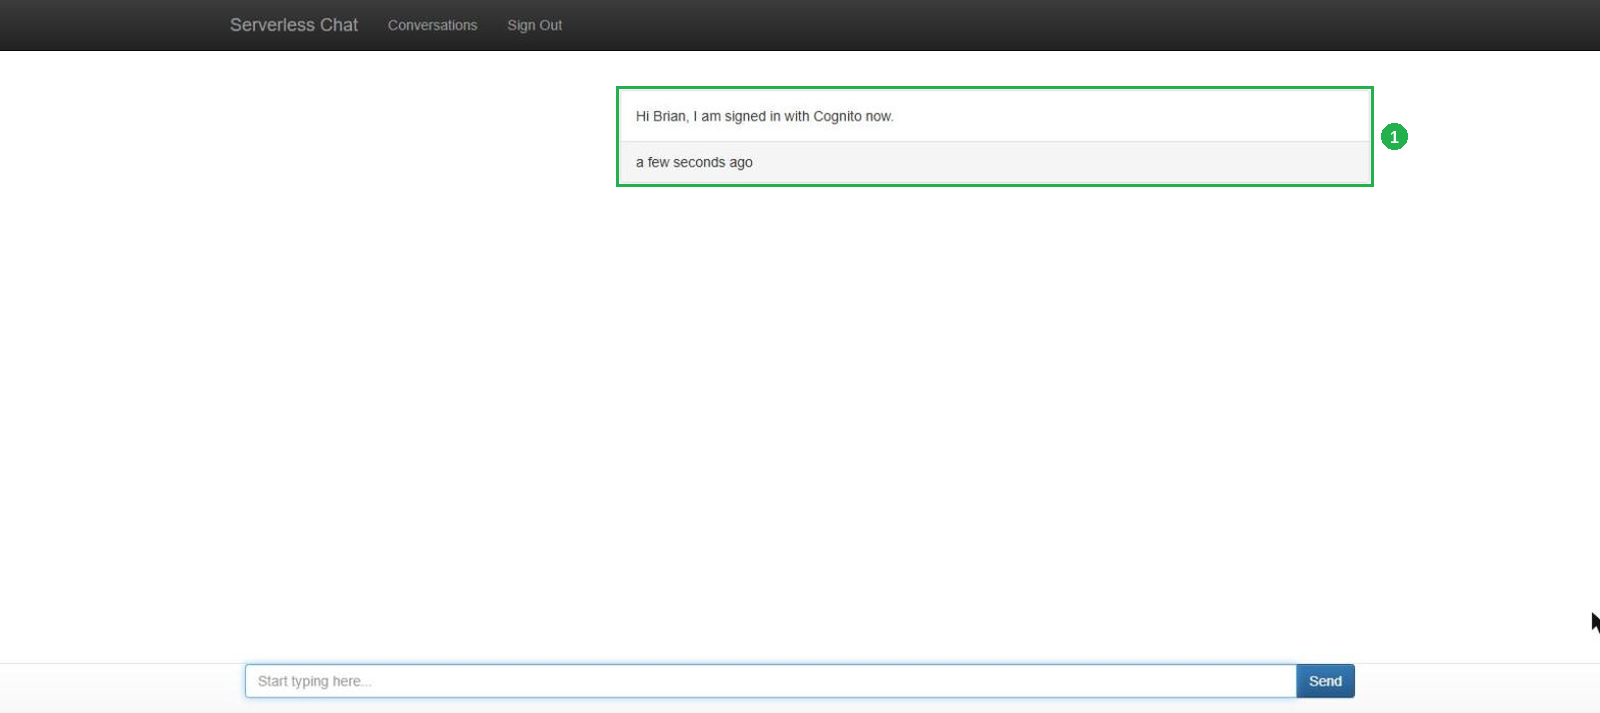 Serverless Chat Conversations Sign Out
Hi Brian, I am signed in with Cognito now.
1
a few seconds ago
Start typing here... Send